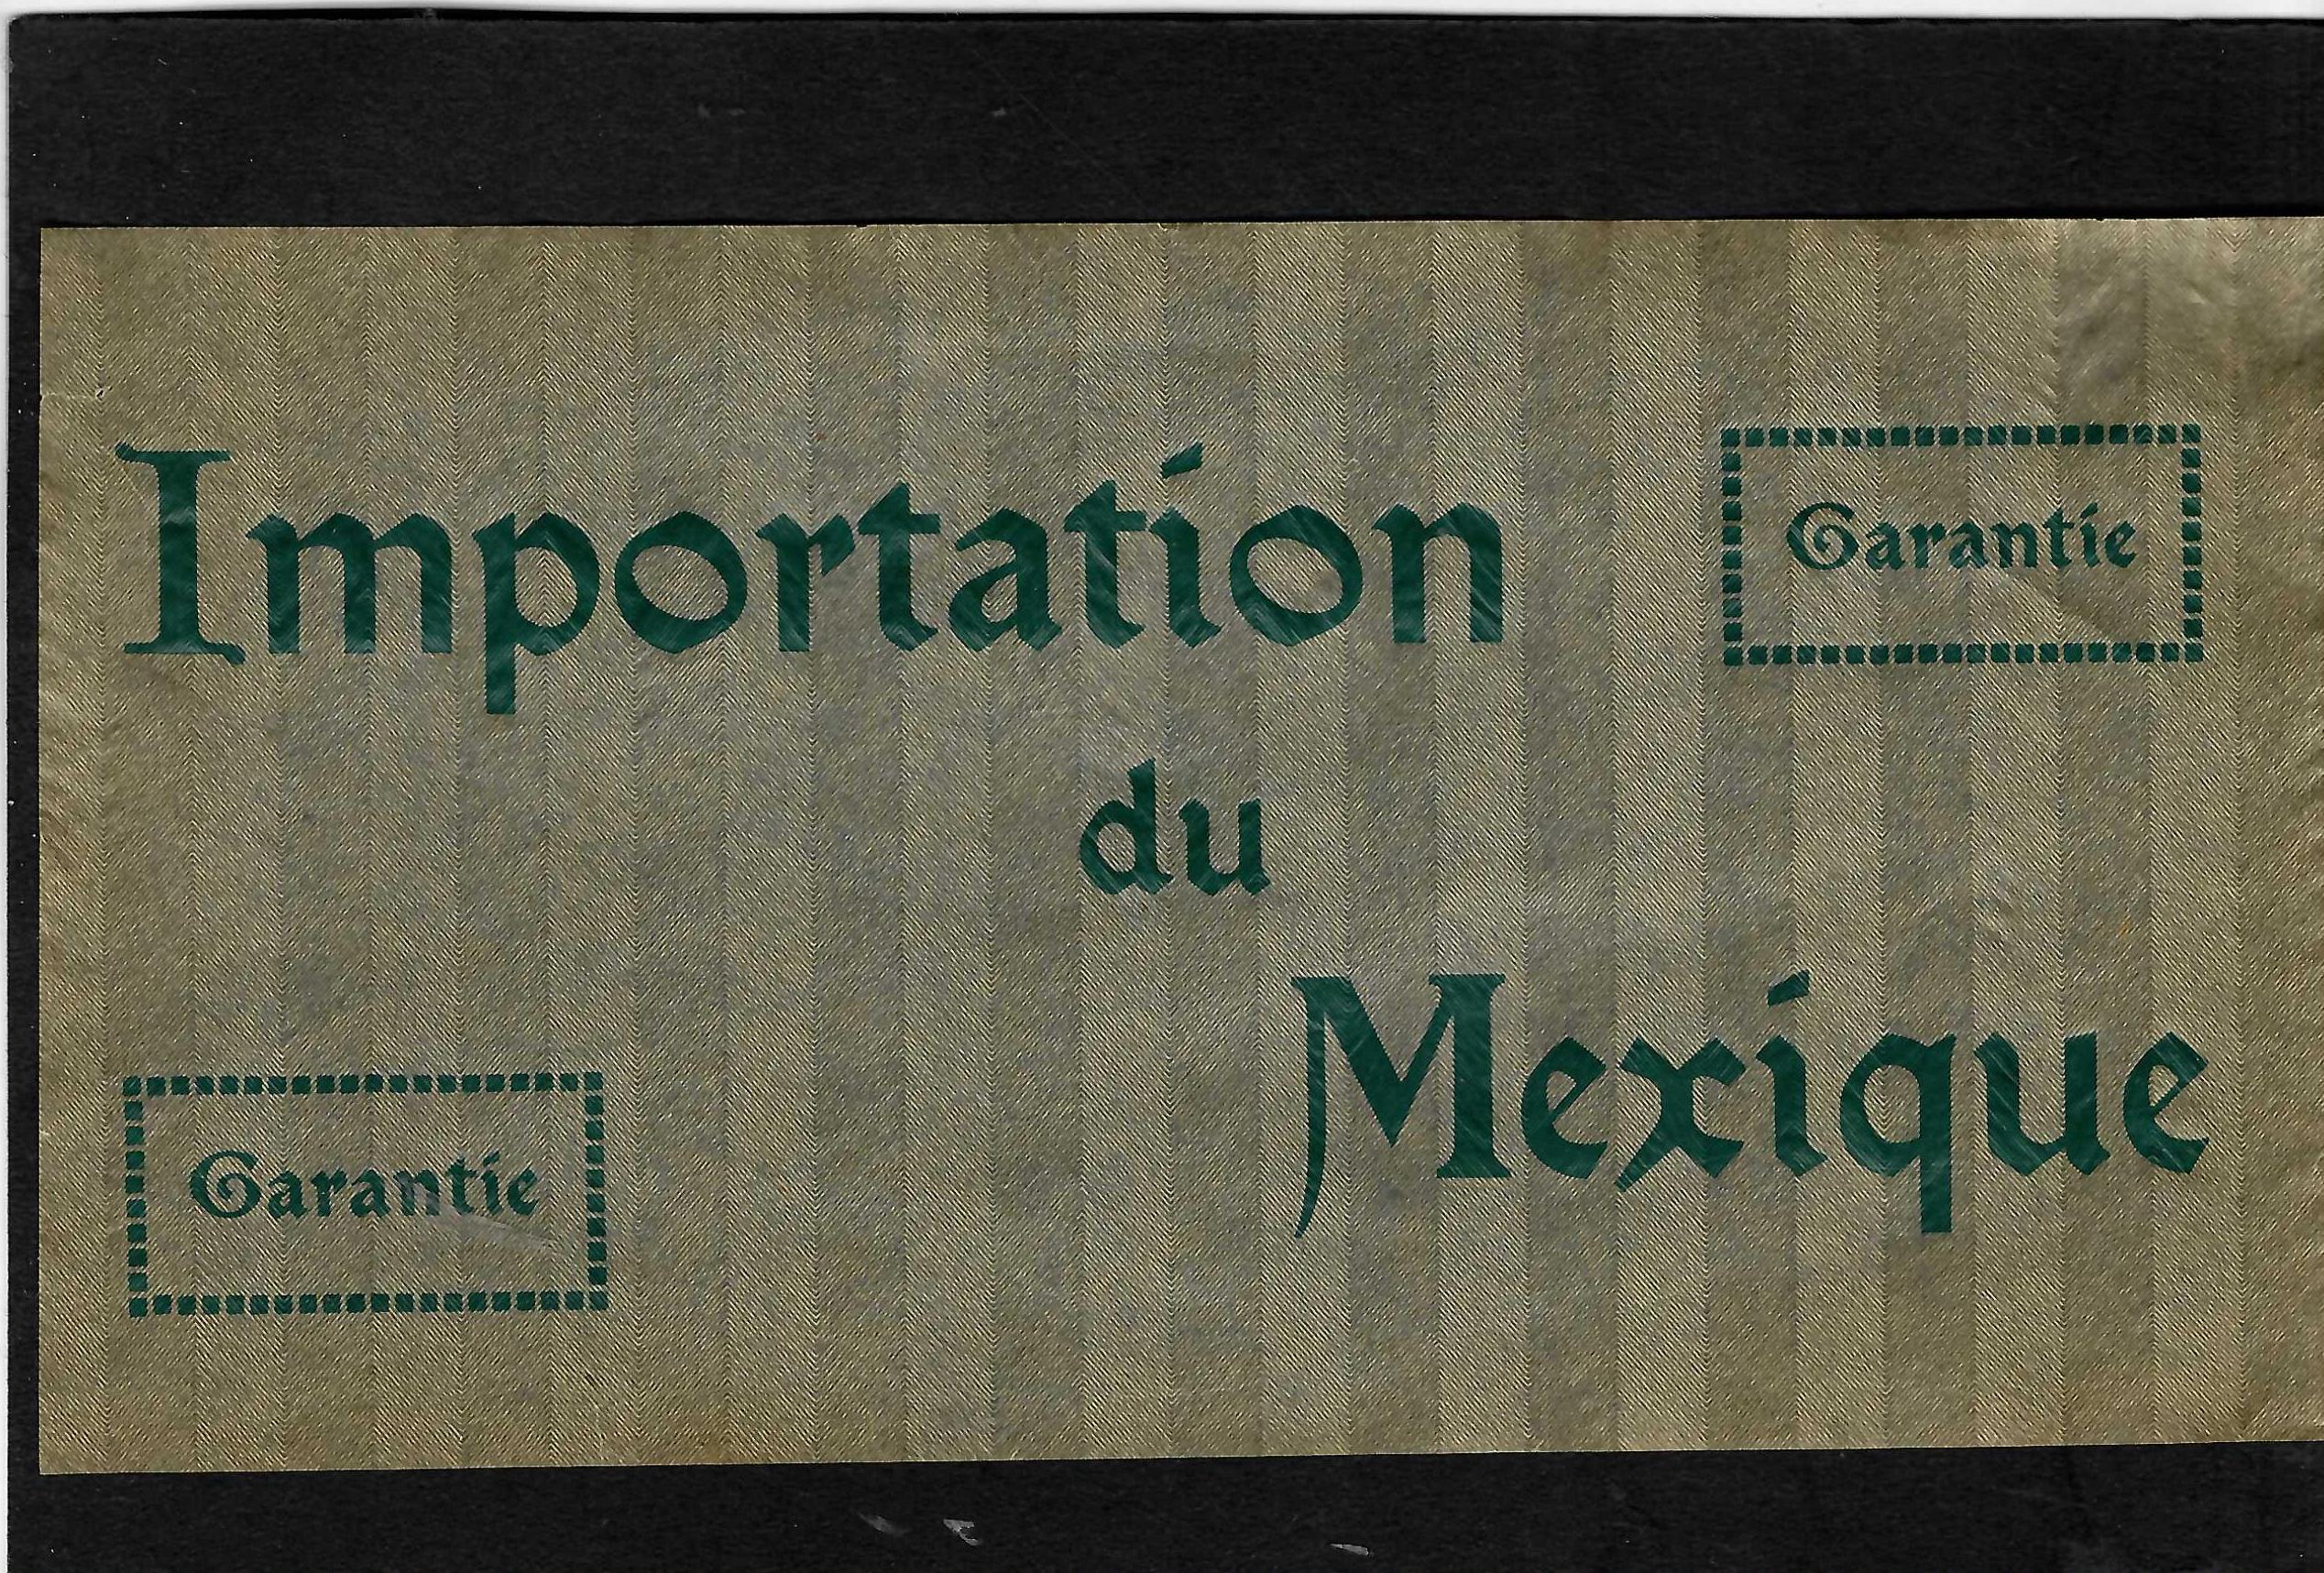 Importation
Garantie
du
Mexique
Garantie